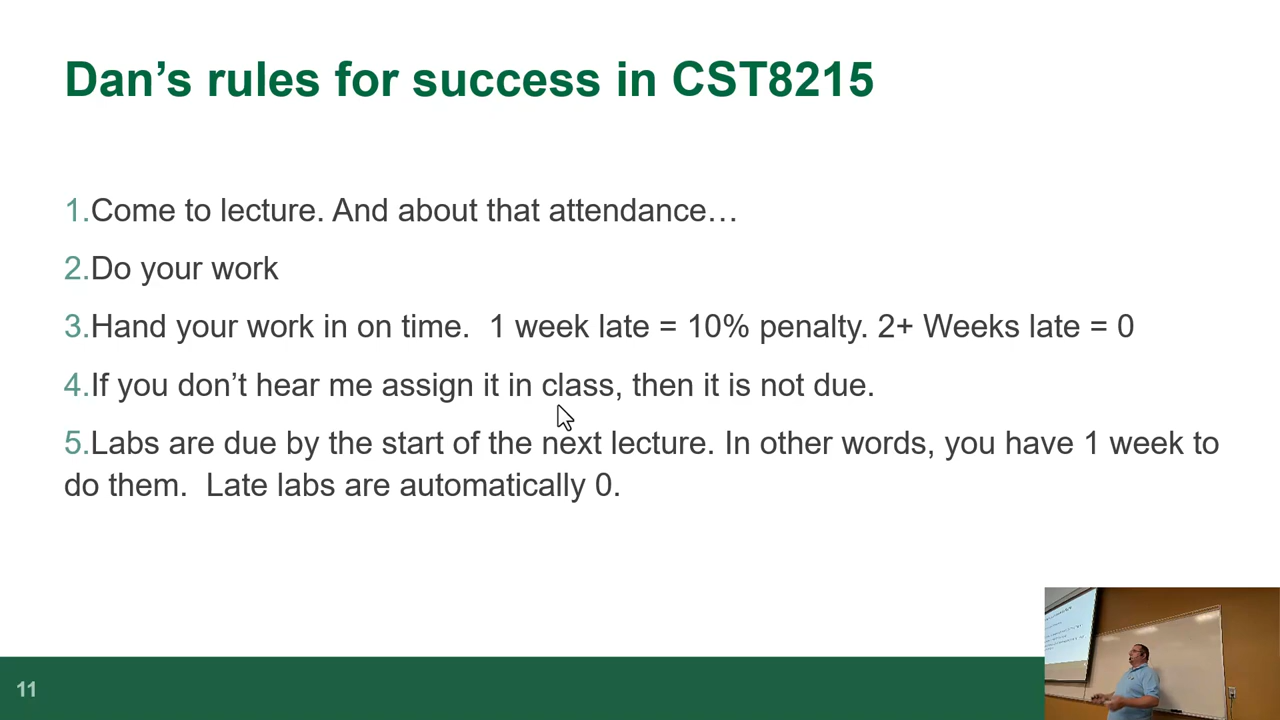 Dan’s rules for success in CST8215
1.Come to lecture. And about that attendance…
2.Do your work
3.Hand your work in on time.  1 week late = 10% penalty. 2+ Weeks late = 0
4.If you don’t hear me assign it in class, then it is not due.
5.Labs are due by the start of the next lecture. In other words, you have 1 week to
do them.  Late labs are automatically 0.
11